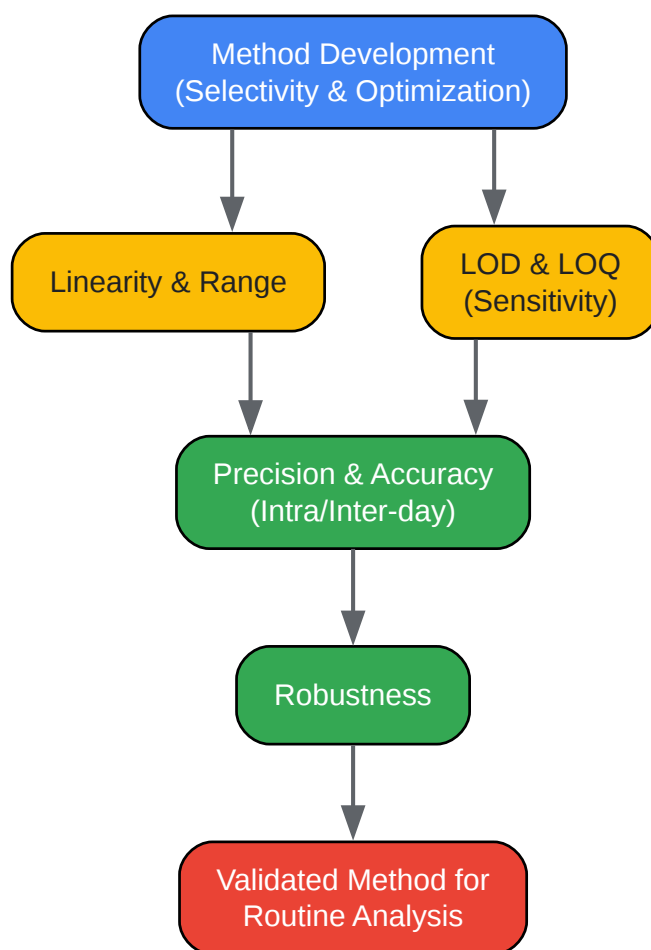 Method Development
(Selectivity & Optimization)
Linearity & Range
LOD & LOQ
(Sensitivity)
Precision & Accuracy
(Intra/Inter-day)
Robustness
Validated Method for
Routine Analysis